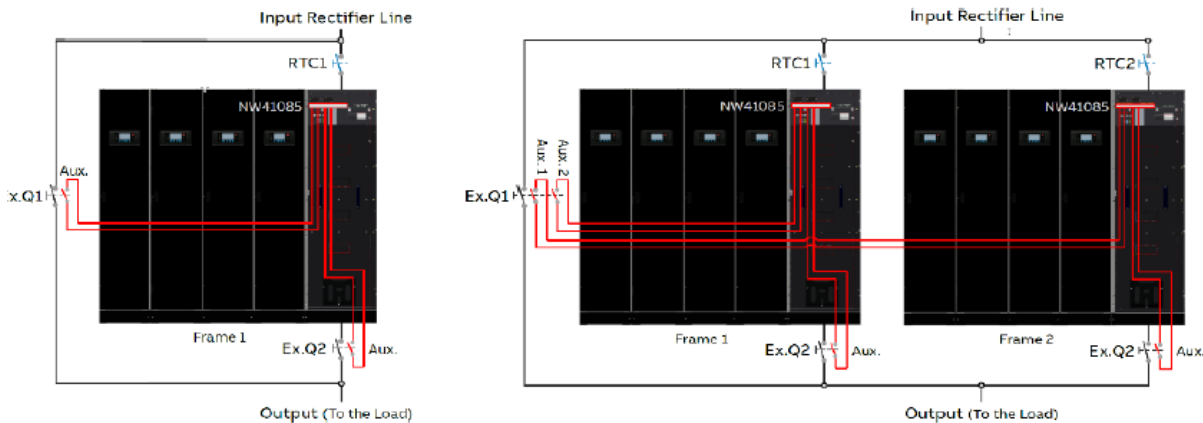 Input Rectifier Line
RTC1
NW41085
Aux.
Ex.Q1
Frame 1
Ex.Q2
Aux.
Output (To the Load)
Input Rectifier Line
RTC1
RTC2
NW41085
NW41085
Aux. 1
Aux. 2
Ex.Q1
Frame 1
Frame 2
Ex.Q2
Aux.
Ex.Q2
Aux.
Output (To the Load)